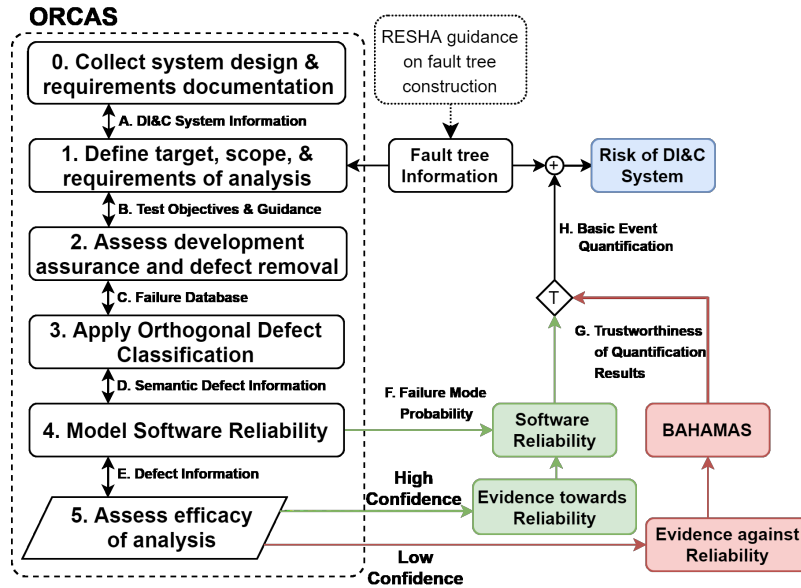 ORCAS
0. Collect system design &
requirements documentation
A. DI&C System Information
1. Define target, scope, &
requirements of analysis
B. Test Objectives & Guidance
2. Assess development
assurance and defect removal
C. Failure Database
3. Apply Orthogonal Defect
Classification
D. Semantic Defect Information
4. Model Software Reliability
E. Defect Information
5. Assess efficacy
of analysis
RESHA guidance
on fault tree
construction
Fault tree
Information
+
Risk of DI&C
System
H. Basic Event
Quantification
T
G. Trustworthiness
of Quantification
Results
F. Failure Mode
Probability
Software
Reliability
BAHAMAS
High
Confidence
Evidence towards
Reliability
Low
Confidence
Evidence against
Reliability